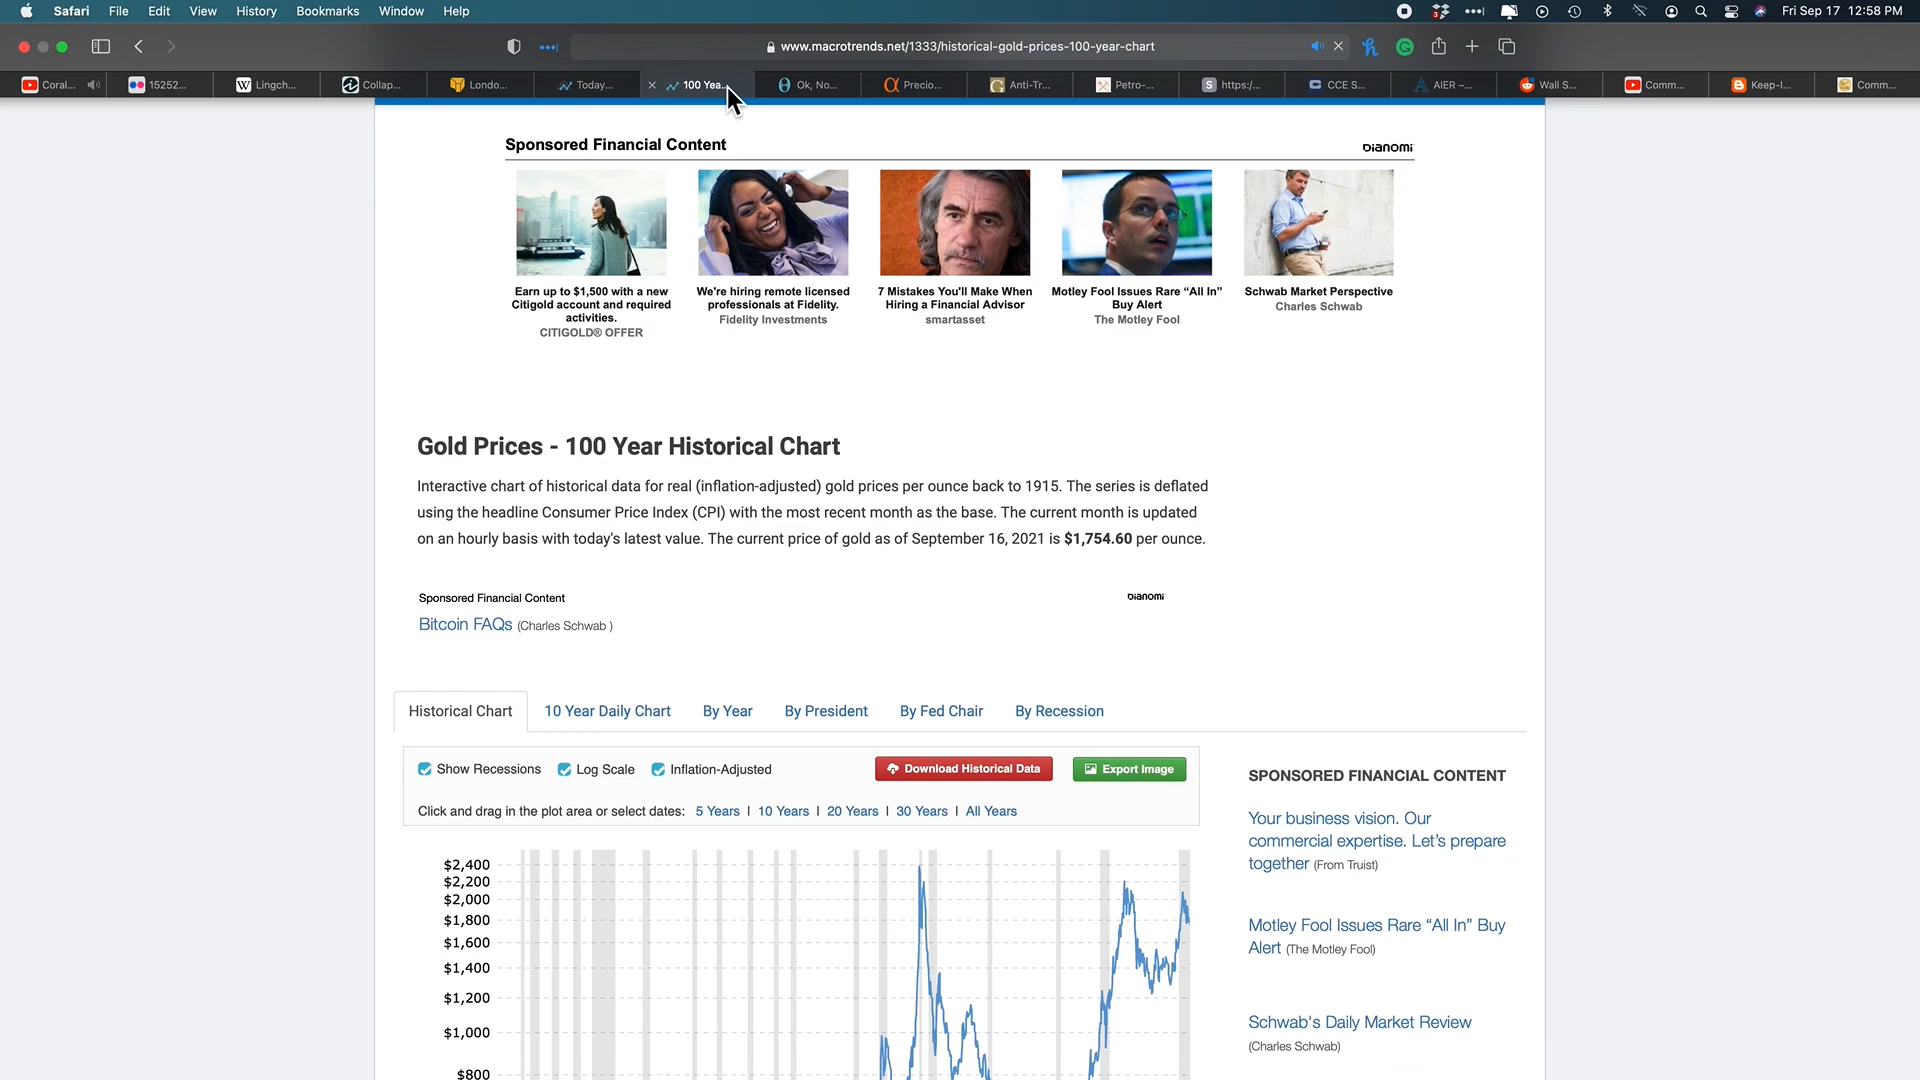 Safari File Edit View History Bookmarks Window Help
3
Fri Sep 17 12:58 PM
www.macrotrends.net/1333/historical-gold-prices-100-year-chart
Coral... 15252... Lingch... Collap... Londo... Today... 100 Yea... Ok, No... Precio... Anti-Tr... Petro-... https:/... CCE S... AIER –... Wall S... Comm... Keep-I... Comm...
Sponsored Financial Content
bianomi
Earn up to $1,500 with a new
Citigold account and required
activities.
CITIGOLD® OFFER
We're hiring remote licensed
professionals at Fidelity.
Fidelity Investments
7 Mistakes You'll Make When
Hiring a Financial Advisor
smartasset
Motley Fool Issues Rare “All In”
Buy Alert
The Motley Fool
Schwab Market Perspective
Charles Schwab
Gold Prices - 100 Year Historical Chart
Interactive chart of historical data for real (inflation-adjusted) gold prices per ounce back to 1915. The series is deflated
using the headline Consumer Price Index (CPI) with the most recent month as the base. The current month is updated
on an hourly basis with today's latest value. The current price of gold as of September 16, 2021 is $1,754.60 per ounce.
Sponsored Financial Content
bianomi
Bitcoin FAQs (Charles Schwab )
Historical Chart 10 Year Daily Chart By Year By President By Fed Chair By Recession
Show Recessions Log Scale Inflation-Adjusted Download Historical Data Export Image
Click and drag in the plot area or select dates: 5 Years | 10 Years | 20 Years | 30 Years | All Years
$2,400
$2,200
$2,000
$1,800
$1,600
$1,400
$1,200
$1,000
$800
SPONSORED FINANCIAL CONTENT
Your business vision. Our
commercial expertise. Let’s prepare
together (From Truist)
Motley Fool Issues Rare “All In” Buy
Alert (The Motley Fool)
Schwab's Daily Market Review
(Charles Schwab)